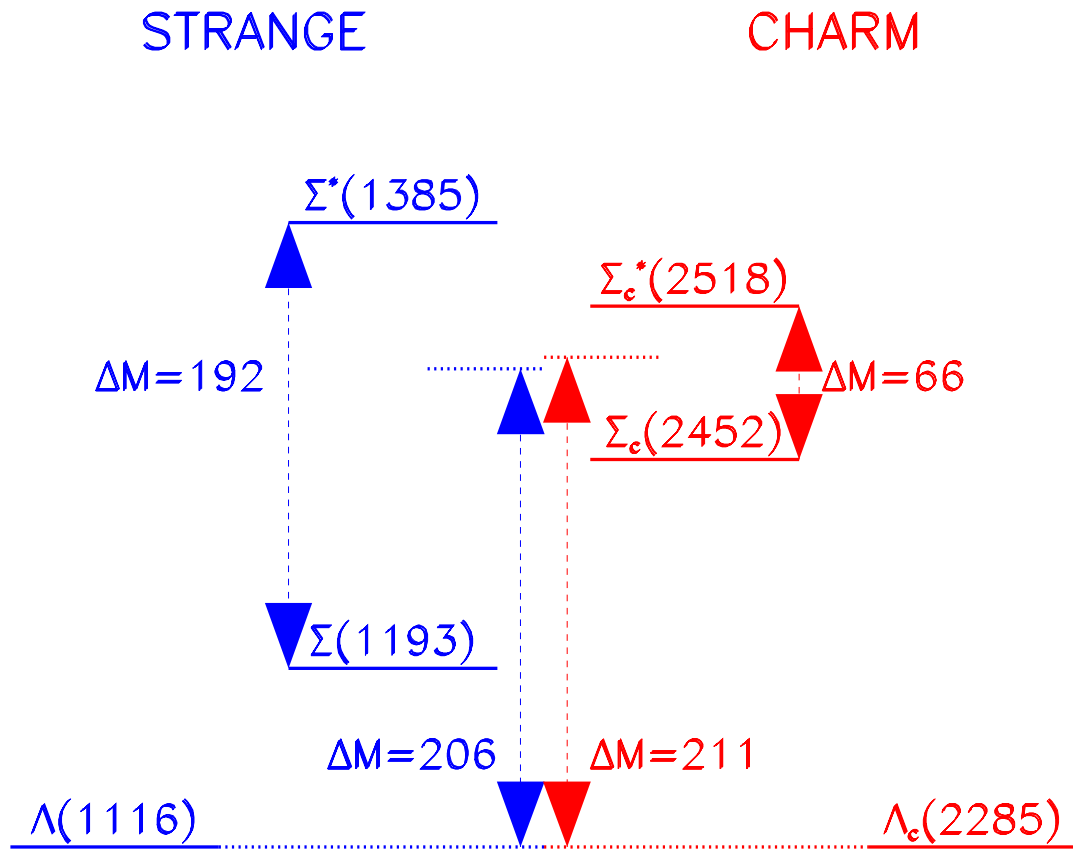 STRANGE CHARM
Σ*(1385)
Σc*(2518)
ΔM=192 ΔM=66
Σc(2452)
Σ(1193)
ΔM=206 ΔM=211
Λ(1116) Λc(2285)